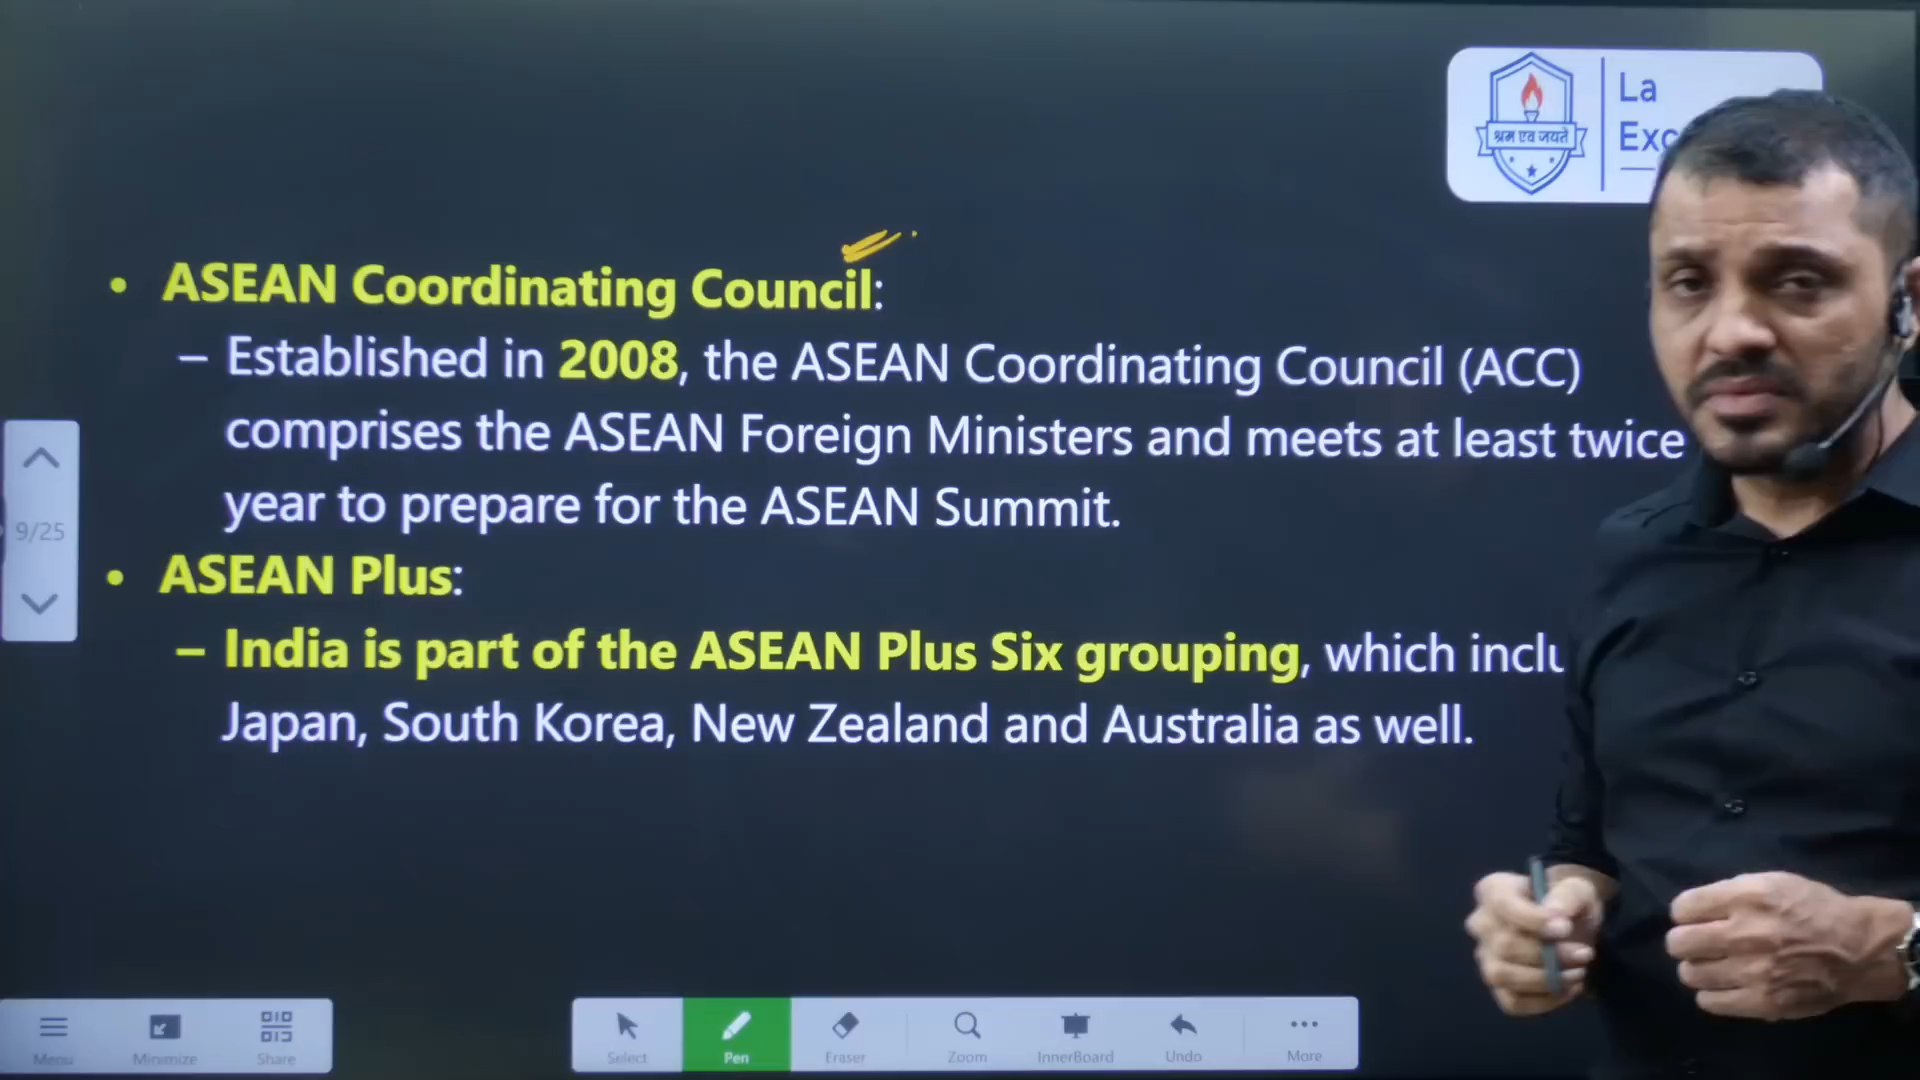 La
श्रम एव जयते
• ASEAN Coordinating Council:
– Established in 2008, the ASEAN Coordinating Council (ACC)
comprises the ASEAN Foreign Ministers and meets at least twice
year to prepare for the ASEAN Summit.
9/25
• ASEAN Plus:
– India is part of the ASEAN Plus Six grouping, which
Japan, South Korea, New Zealand and Australia as well.
Menu Minimize Share Select Pen Eraser Zoom InnerBoard Undo More